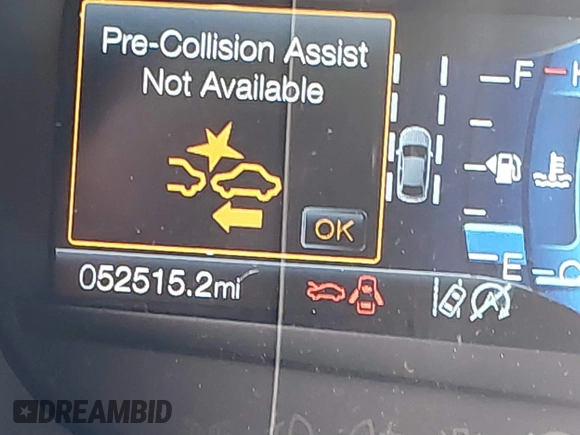 Pre-Collision Assist
Not Available
OK
F
H
E
052515.2mi
DREAMBID